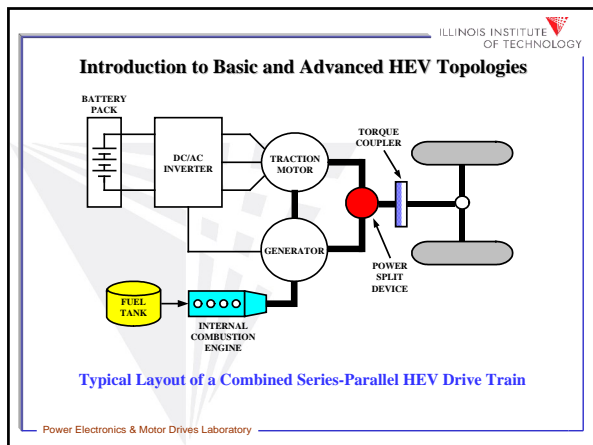 ILLINOIS INSTITUTE
OF TECHNOLOGY
Introduction to Basic and Advanced HEV Topologies
BATTERY
PACK
DC/AC
INVERTER
TRACTION
MOTOR
TORQUE
COUPLER
GENERATOR
POWER
SPLIT
DEVICE
FUEL
TANK
INTERNAL
COMBUSTION
ENGINE
Typical Layout of a Combined Series-Parallel HEV Drive Train
Power Electronics & Motor Drives Laboratory